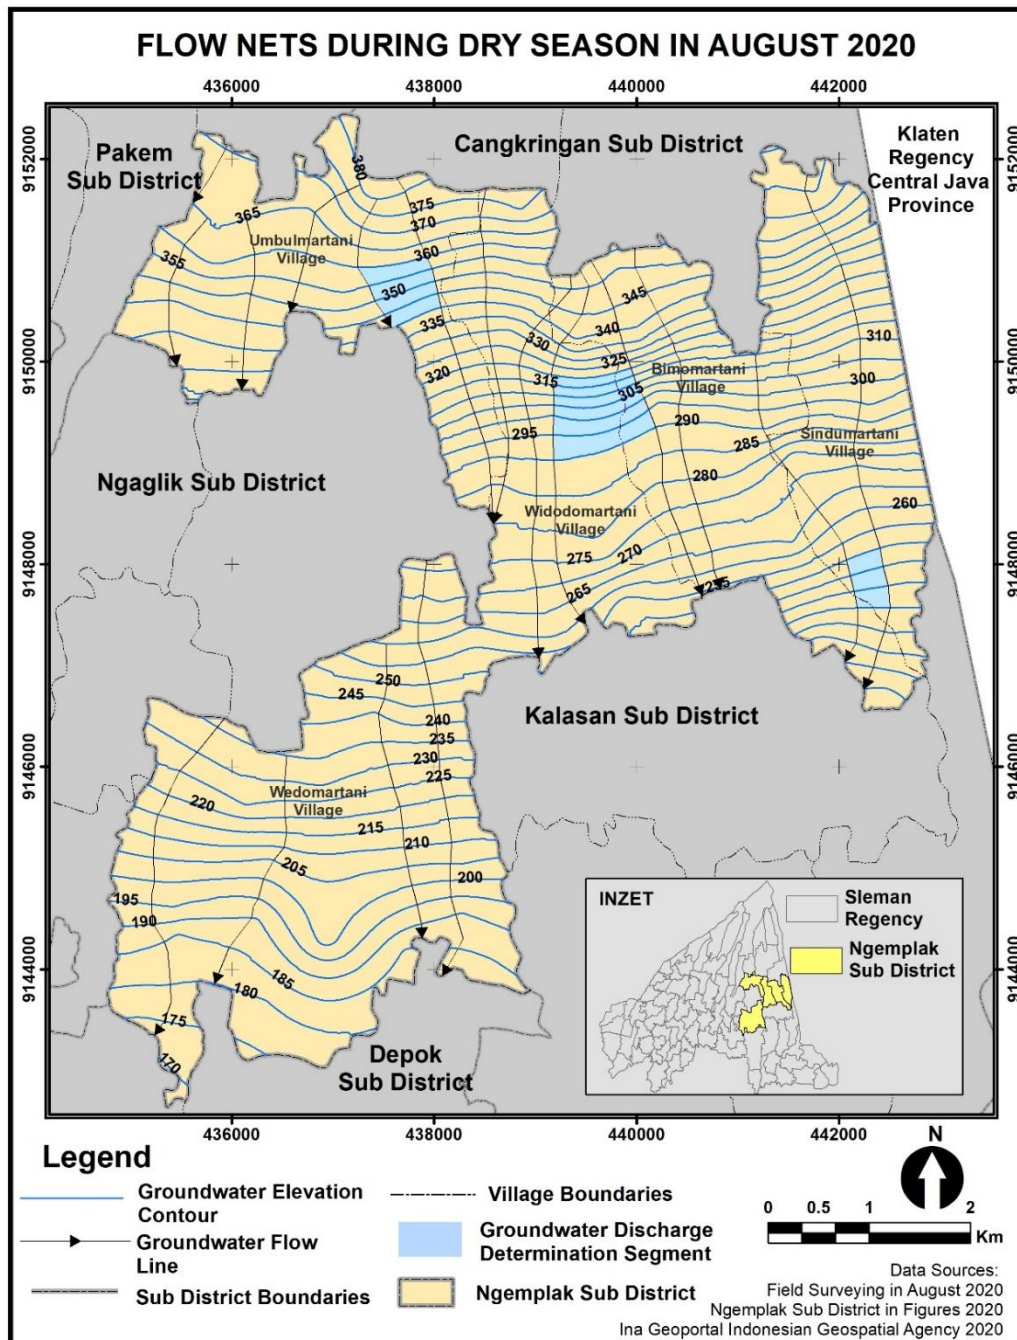 FLOW NETS DURING DRY SEASON IN AUGUST 2020
436000
438000
440000
442000
9152000
9152000
Pakem
Sub District
Cangkringan Sub District
Klaten
Regency
Central Java
Province
380
375
365
370
Umbulmartani
Village
355
360
350
345
335
340
330
310
9150000
9150000
325
320
315
Bimomartani
Village
300
305
290
295
285
Sindumartani
Village
Ngaglik Sub District
280
260
Widodomartani
Village
275
270
9148000
9148000
265
255
250
245
240
Kalasan Sub District
235
230
225
9146000
9146000
Wedomartani
Village
220
215
210
205
200
195
190
INZET
Sleman
Regency
Ngemplak
Sub District
185
180
9144000
9144000
175
170
Depok
Sub District
436000
438000
440000
442000
N
Legend
Groundwater Elevation
Contour
Groundwater Flow
Line
Sub District Boundaries
Village Boundaries
Groundwater Discharge
Determination Segment
Ngemplak Sub District
0 0.5 1 2
Km
Data Sources:
Field Surveying in August 2020
Ngemplak Sub District in Figures 2020
Ina Geoportal Indonesian Geospatial Agency 2020